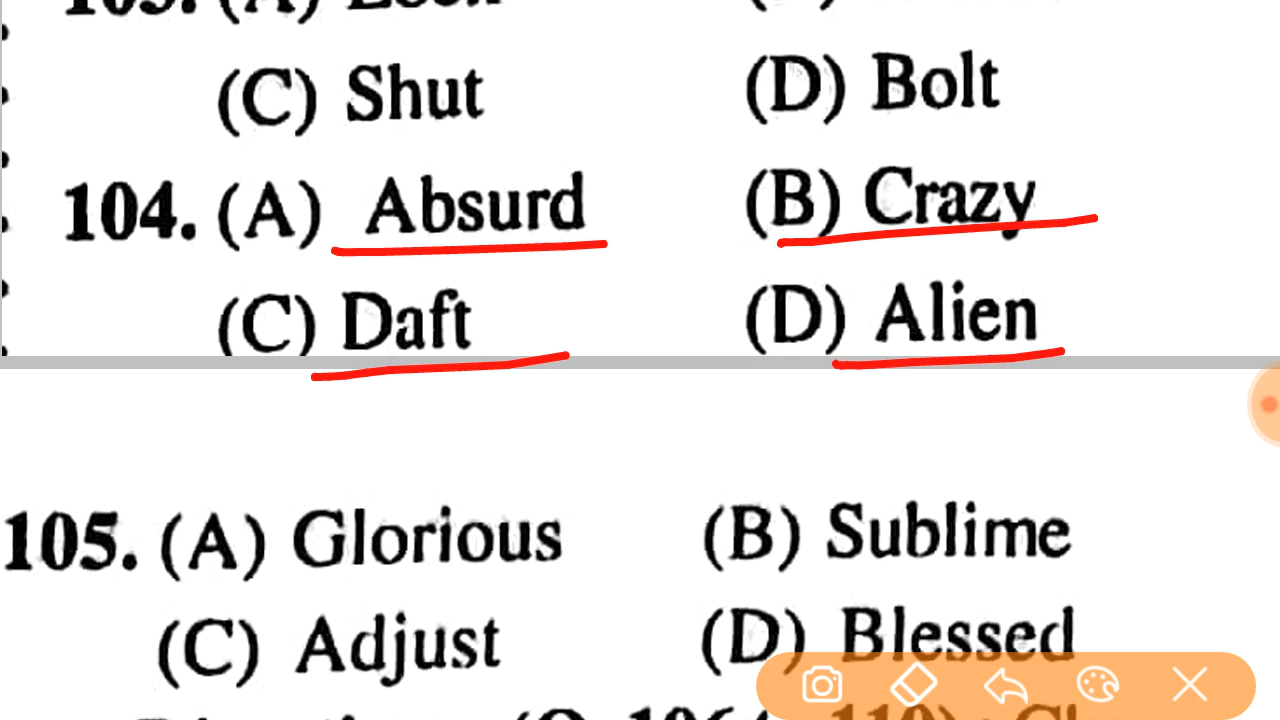 (C) Shut (D) Bolt
104. (A) Absurd (B) Crazy
(C) Daft (D) Alien
105. (A) Glorious (B) Sublime
(C) Adjust (D) Blessed